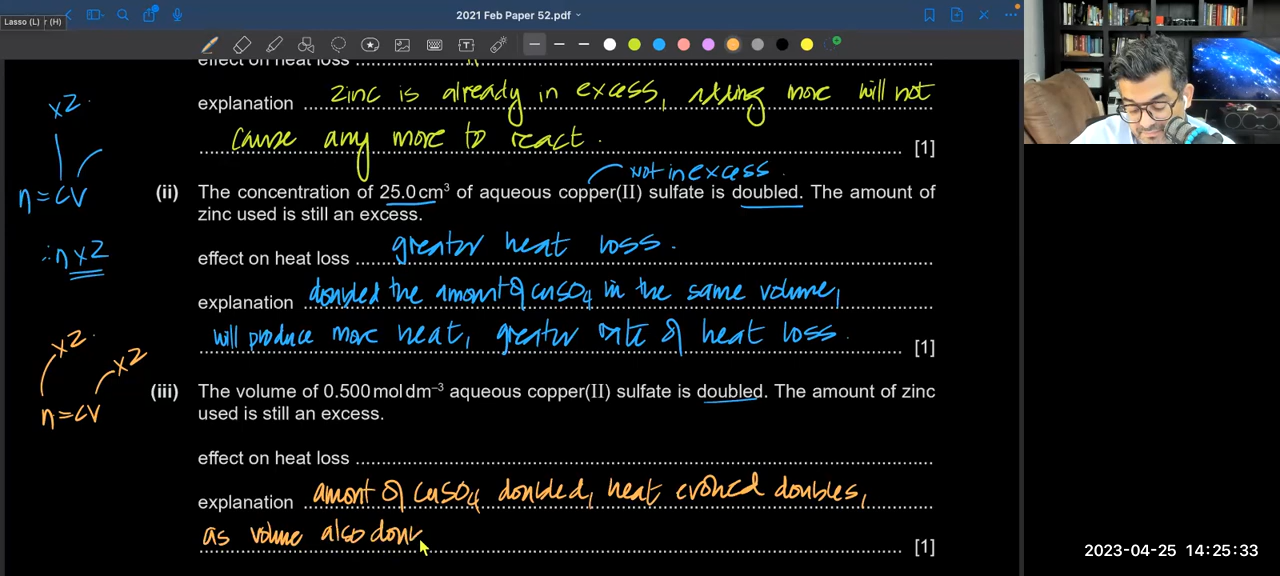 Lasso (L)
(H)
2021 Feb Paper 52.pdf
effect on heat loss
explanation zinc is already in excess, adding more will not
cause any more to react. [1]
x2
n = CV
∴ n x2
not in excess
(ii) The concentration of 25.0 cm³ of aqueous copper(II) sulfate is doubled. The amount of
zinc used is still an excess.
effect on heat loss greater heat loss.
explanation doubled the amount of CuSO4 in the same volume,
will produce more heat, greater rate of heat loss. [1]
x2
x2
n = CV
(iii) The volume of 0.500 mol dm⁻³ aqueous copper(II) sulfate is doubled. The amount of zinc
used is still an excess.
effect on heat loss
explanation amont of CuSO4 doubled, heat evolved doubles,
as volume also doub [1]
2023-04-25 14:25:33